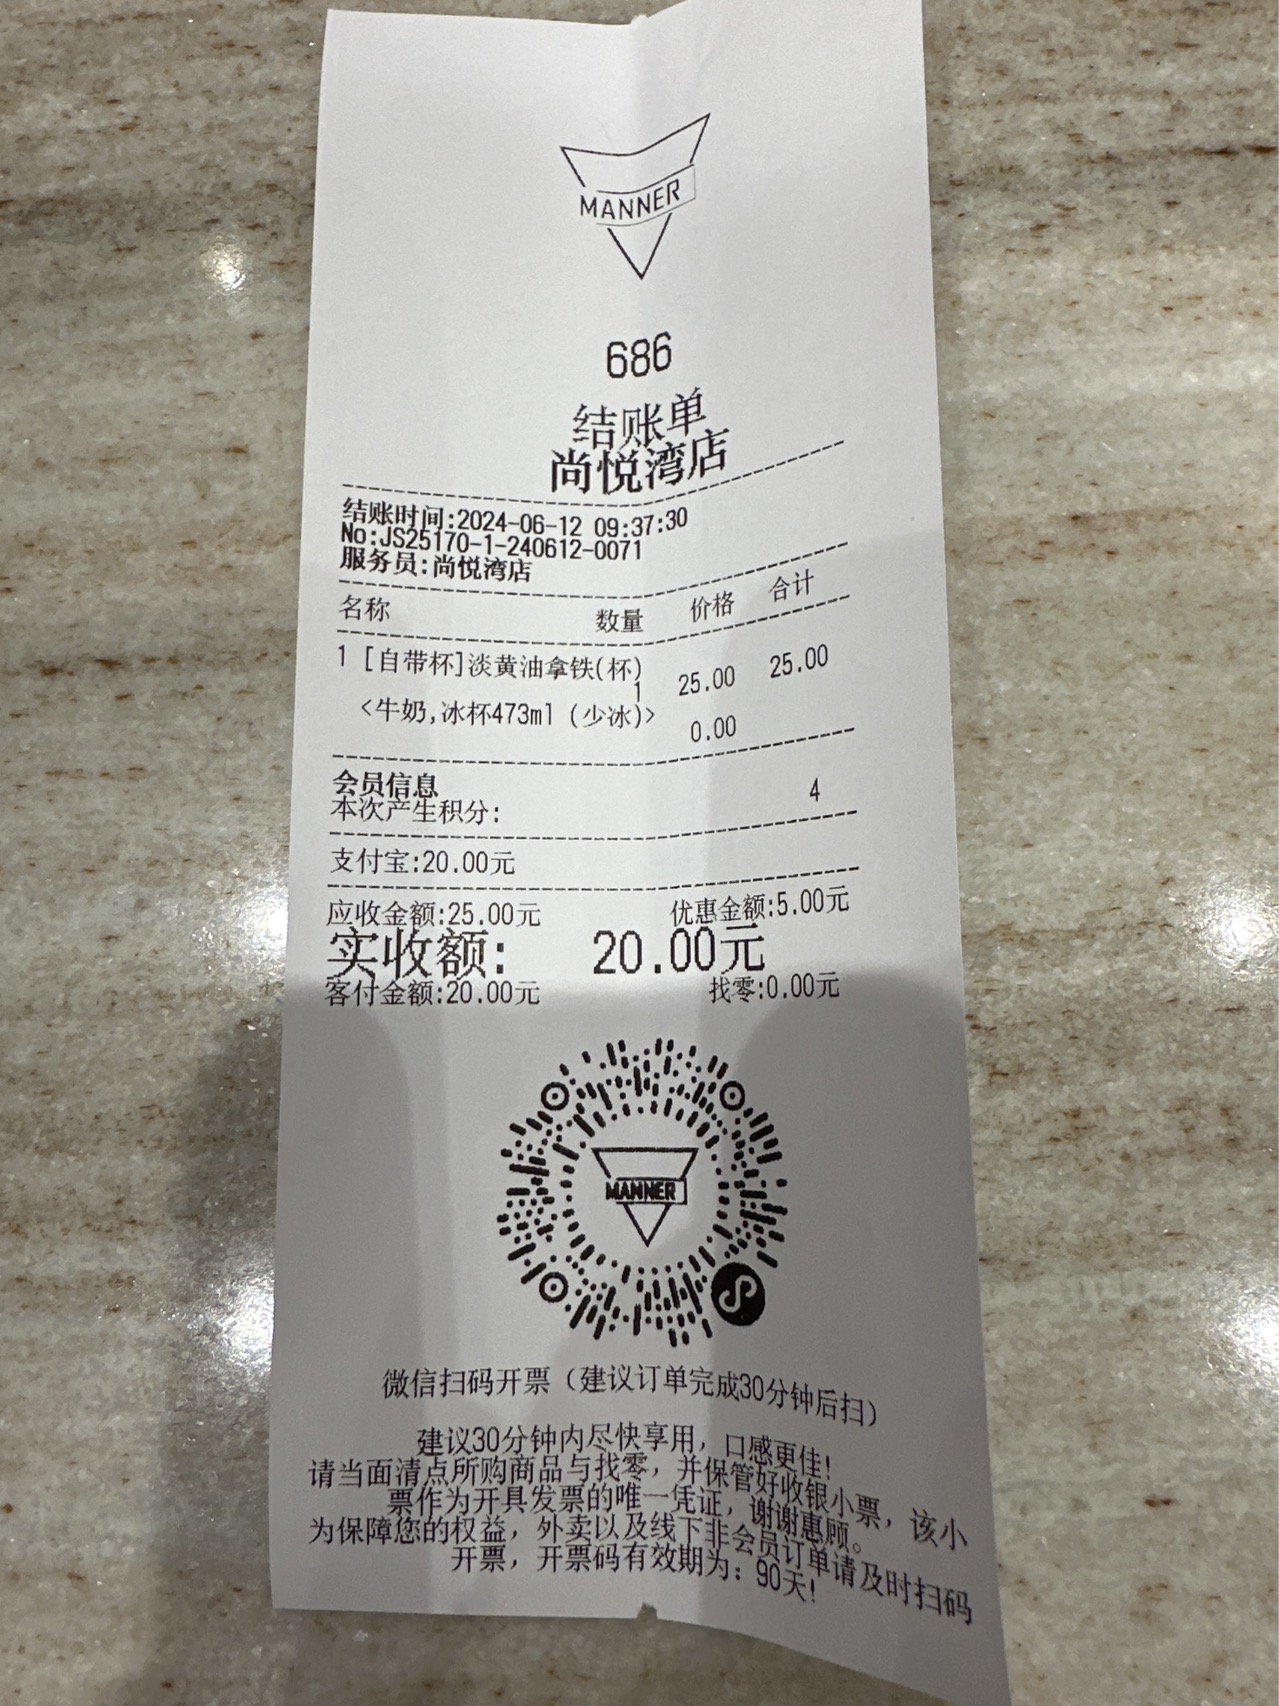 MANNER
686
结账单
尚悦湾店
结账时间:2024-06-12 09:37:30
No:JS25170-1-240612-0071
服务员:尚悦湾店
名称 数量 价格 合计
1 [自带杯]淡黄油拿铁(杯)
1 25.00 25.00
<牛奶,冰杯473ml (少冰)>
0.00
会员信息
本次产生积分: 4
支付宝:20.00元
应收金额:25.00元 优惠金额:5.00元
实收额: 20.00元
客付金额:20.00元 找零:0.00元
MANNER
微信扫码开票（建议订单完成30分钟后扫）
建议30分钟内尽快享用，口感更佳！
请当面清点所购商品与找零，并保管好收银小票，该小
票作为开具发票的唯一凭证，谢谢惠顾。
为保障您的权益，外卖以及线下非会员订单请及时扫码
开票，开票码有效期为：90天！